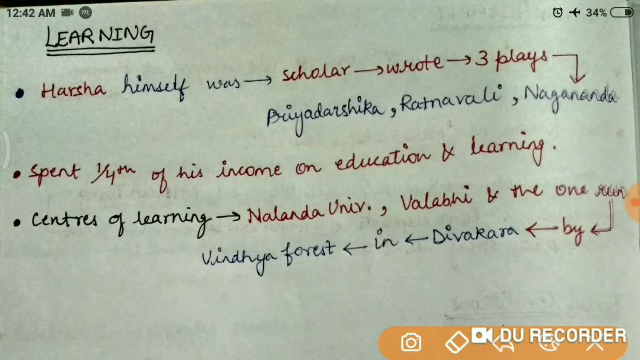 12:42 AM
34%
LEARNING
• Harsha himself was → scholar → wrote → 3 plays →
Priyadarshika, Ratnavali, Nagananda
• Spent 1/4th of his income on education & learning.
• Centres of learning → Nalanda Univ., Valabhi & the one run
Vindhya forest ← in ← Divakara ← by ←
DU RECORDER